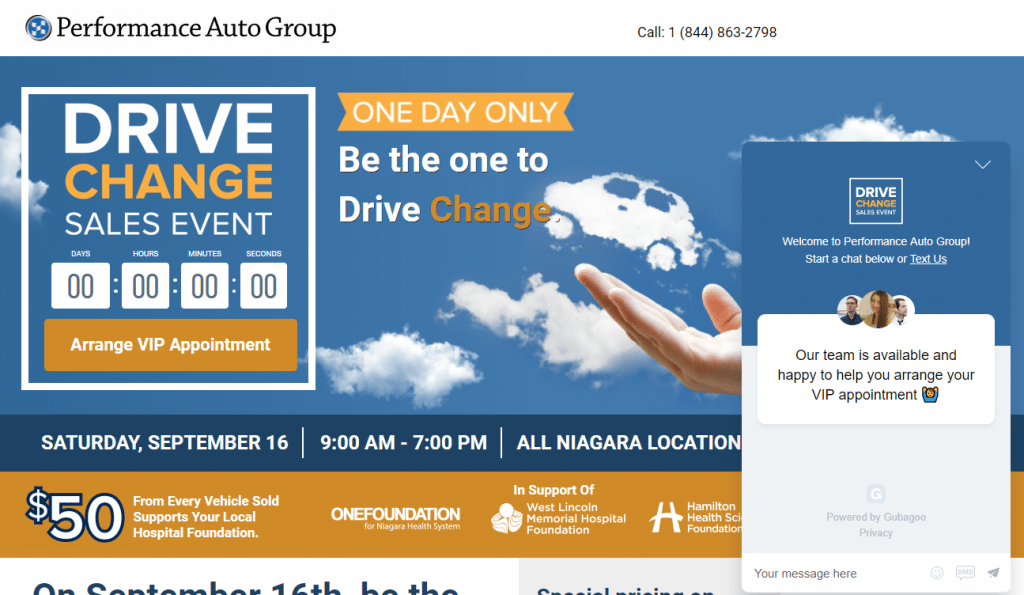 Performance Auto Group
Call: 1 (844) 863-2798
DRIVE
CHANGE
SALES EVENT
DAYS HOURS MINUTES SECONDS
00 : 00 : 00 : 00
Arrange VIP Appointment
ONE DAY ONLY
Be the one to
Drive Change.
SATURDAY, SEPTEMBER 16 9:00 AM - 7:00 PM ALL NIAGARA LOCATION
$50
From Every Vehicle Sold
Supports Your Local
Hospital Foundation.
ONEFOUNDATION
for Niagara Health System
In Support Of
West Lincoln
Memorial Hospital
Foundation
Hamilton
Health Sci
Foundation
On September 16th, be the
Special pricing on
DRIVE
CHANGE
SALES EVENT
Welcome to Performance Auto Group!
Start a chat below or Text Us
Our team is available and
happy to help you arrange your
VIP appointment 🙆
G
Powered by Gubagoo
Privacy
Your message here
SMS